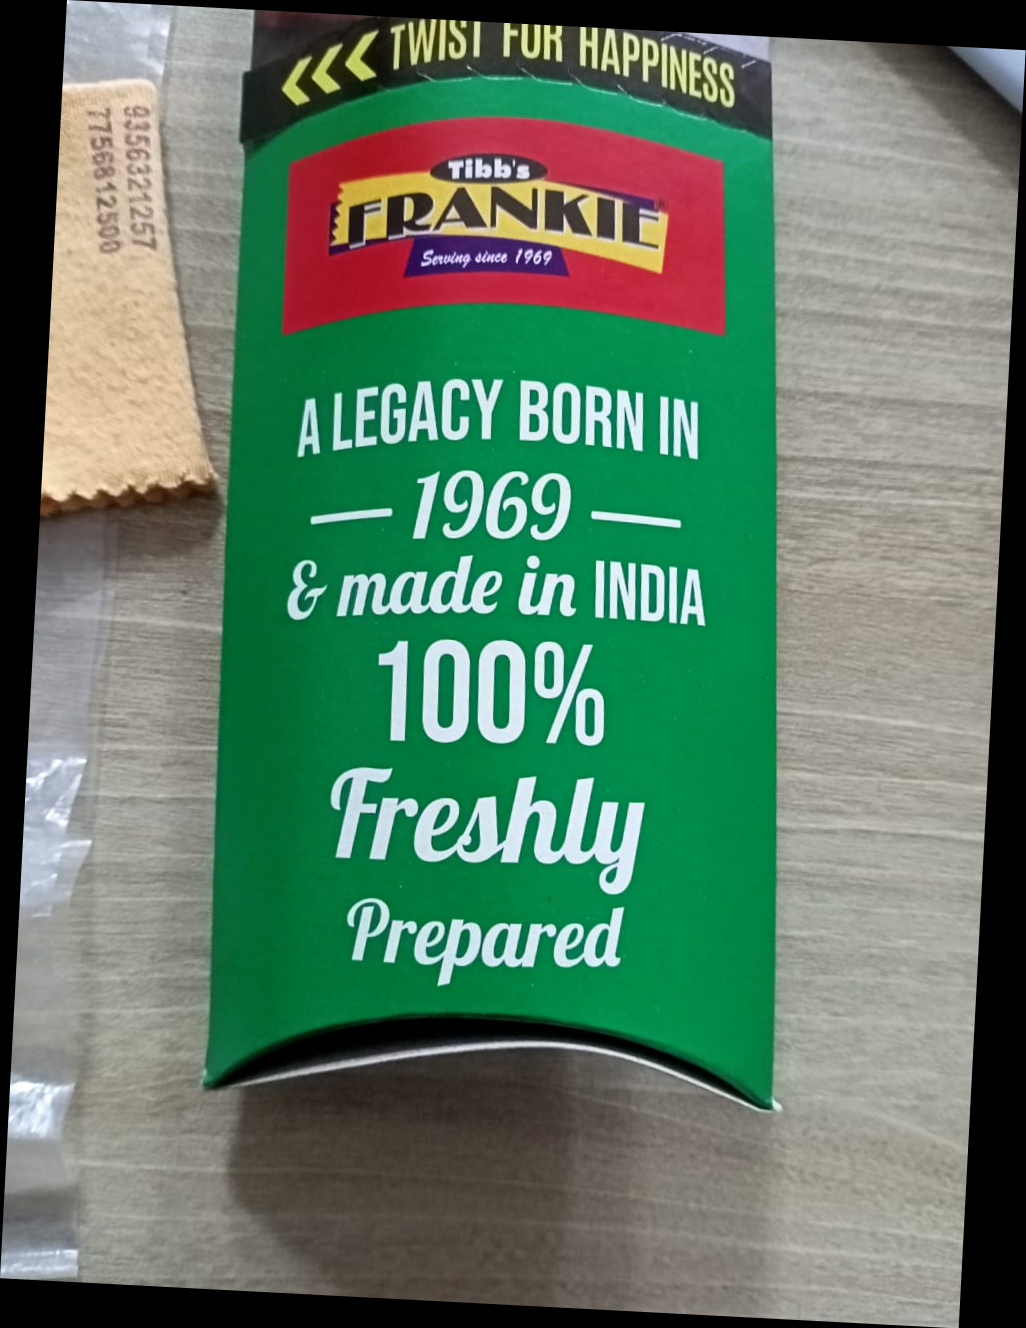 <<< TWIST FOR HAPPINESS
Tibb's
FRANKIE
Serving since 1969
A LEGACY BORN IN
— 1969 —
& made in INDIA
100%
Freshly
Prepared
9356321257
7756812500